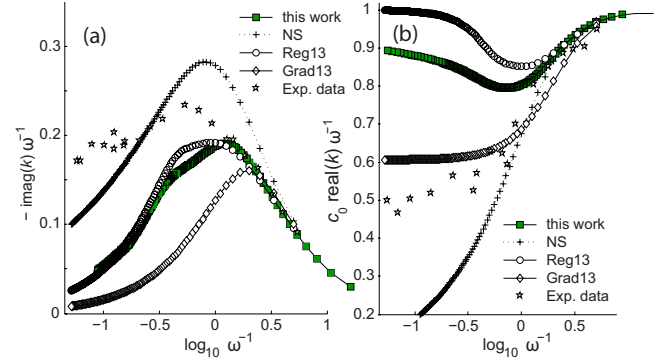 (a)
this work
NS
Reg13
Grad13
Exp. data
− imag(k) ω⁻¹
0.3
0.2
0.1
0
−1
−0.5
0
0.5
1
log₁₀ ω⁻¹
(b)
c₀ real(k) ω⁻¹
1
0.9
0.8
0.7
0.6
0.5
0.4
0.3
0.2
this work
NS
Reg13
Grad13
Exp. data
−1
−0.5
0
0.5
log₁₀ ω⁻¹